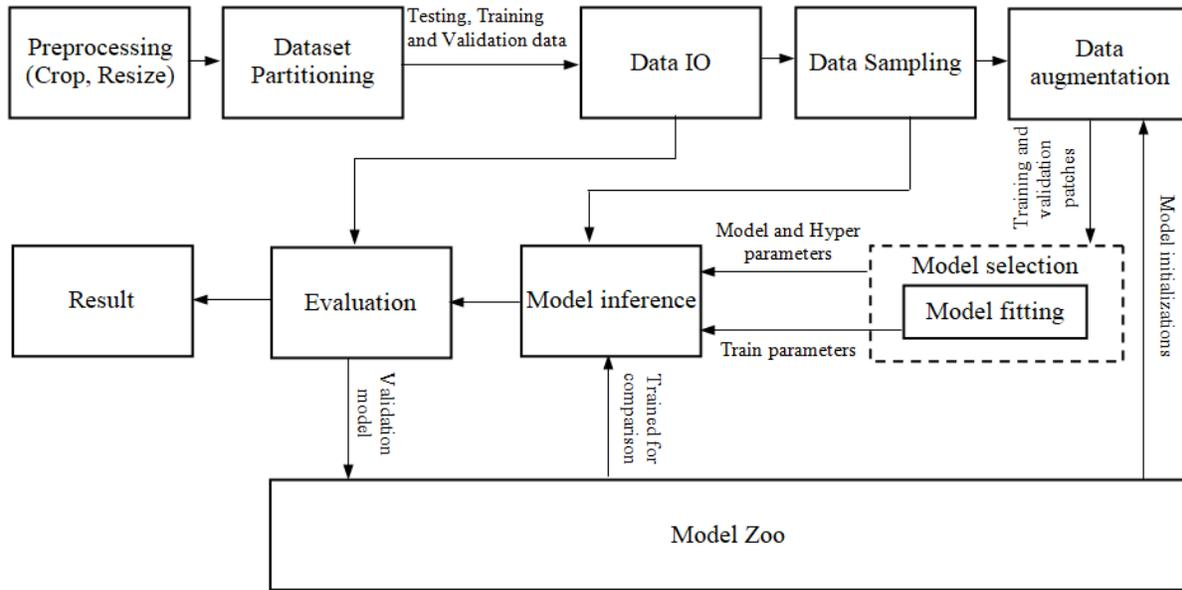 Preprocessing
(Crop, Resize)
Dataset
Partitioning
Testing, Training
and Validation data
Data IO
Data Sampling
Data
augmentation
Training and
validation
patches
Model initializations
Result
Evaluation
Model inference
Model and Hyper
parameters
Model selection
Model fitting
Train parameters
Validation
model
Trained for
comparison
Model Zoo